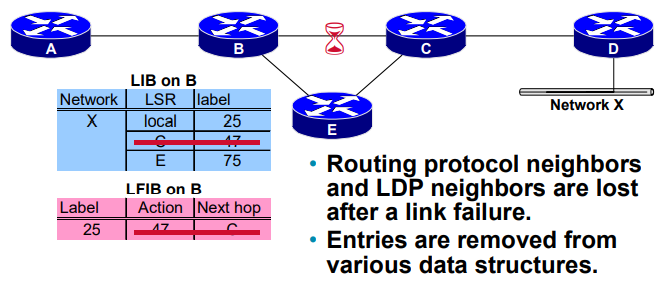 A
B
C
D
E
Network X
LIB on B
Network LSR label
X local 25
C 47
E 75
LFIB on B
Label Action Next hop
25 47 C
• Routing protocol neighbors
and LDP neighbors are lost
after a link failure.
• Entries are removed from
various data structures.